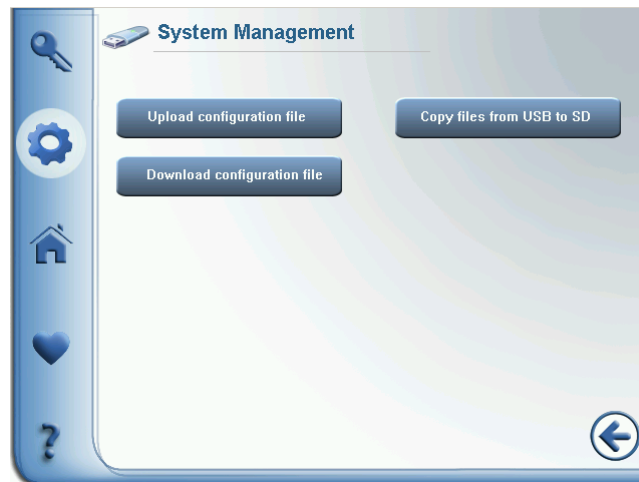 System Management
Upload configuration file
Copy files from USB to SD
Download configuration file
?